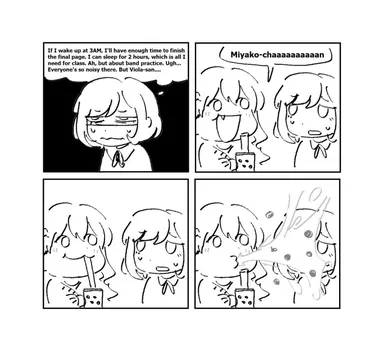 If I wake up at 3AM, I'll have enough time to finish
the final page. I can sleep for 2 hours, which is all I
need for class. Ah, but about band practice. Ugh...
Everyone's so noisy there. But Viola-san....
Miyako-chaaaaaaaaaan